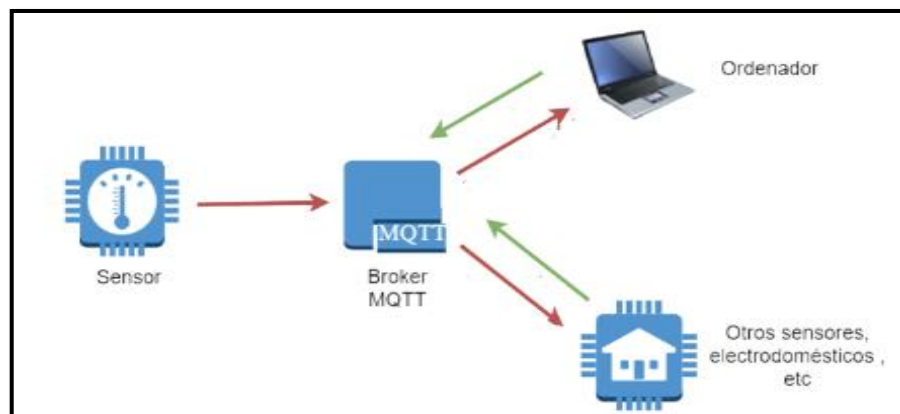 Ordenador
MQTT
Sensor
Broker
MQTT
Otros sensores,
electrodomésticos ,
etc